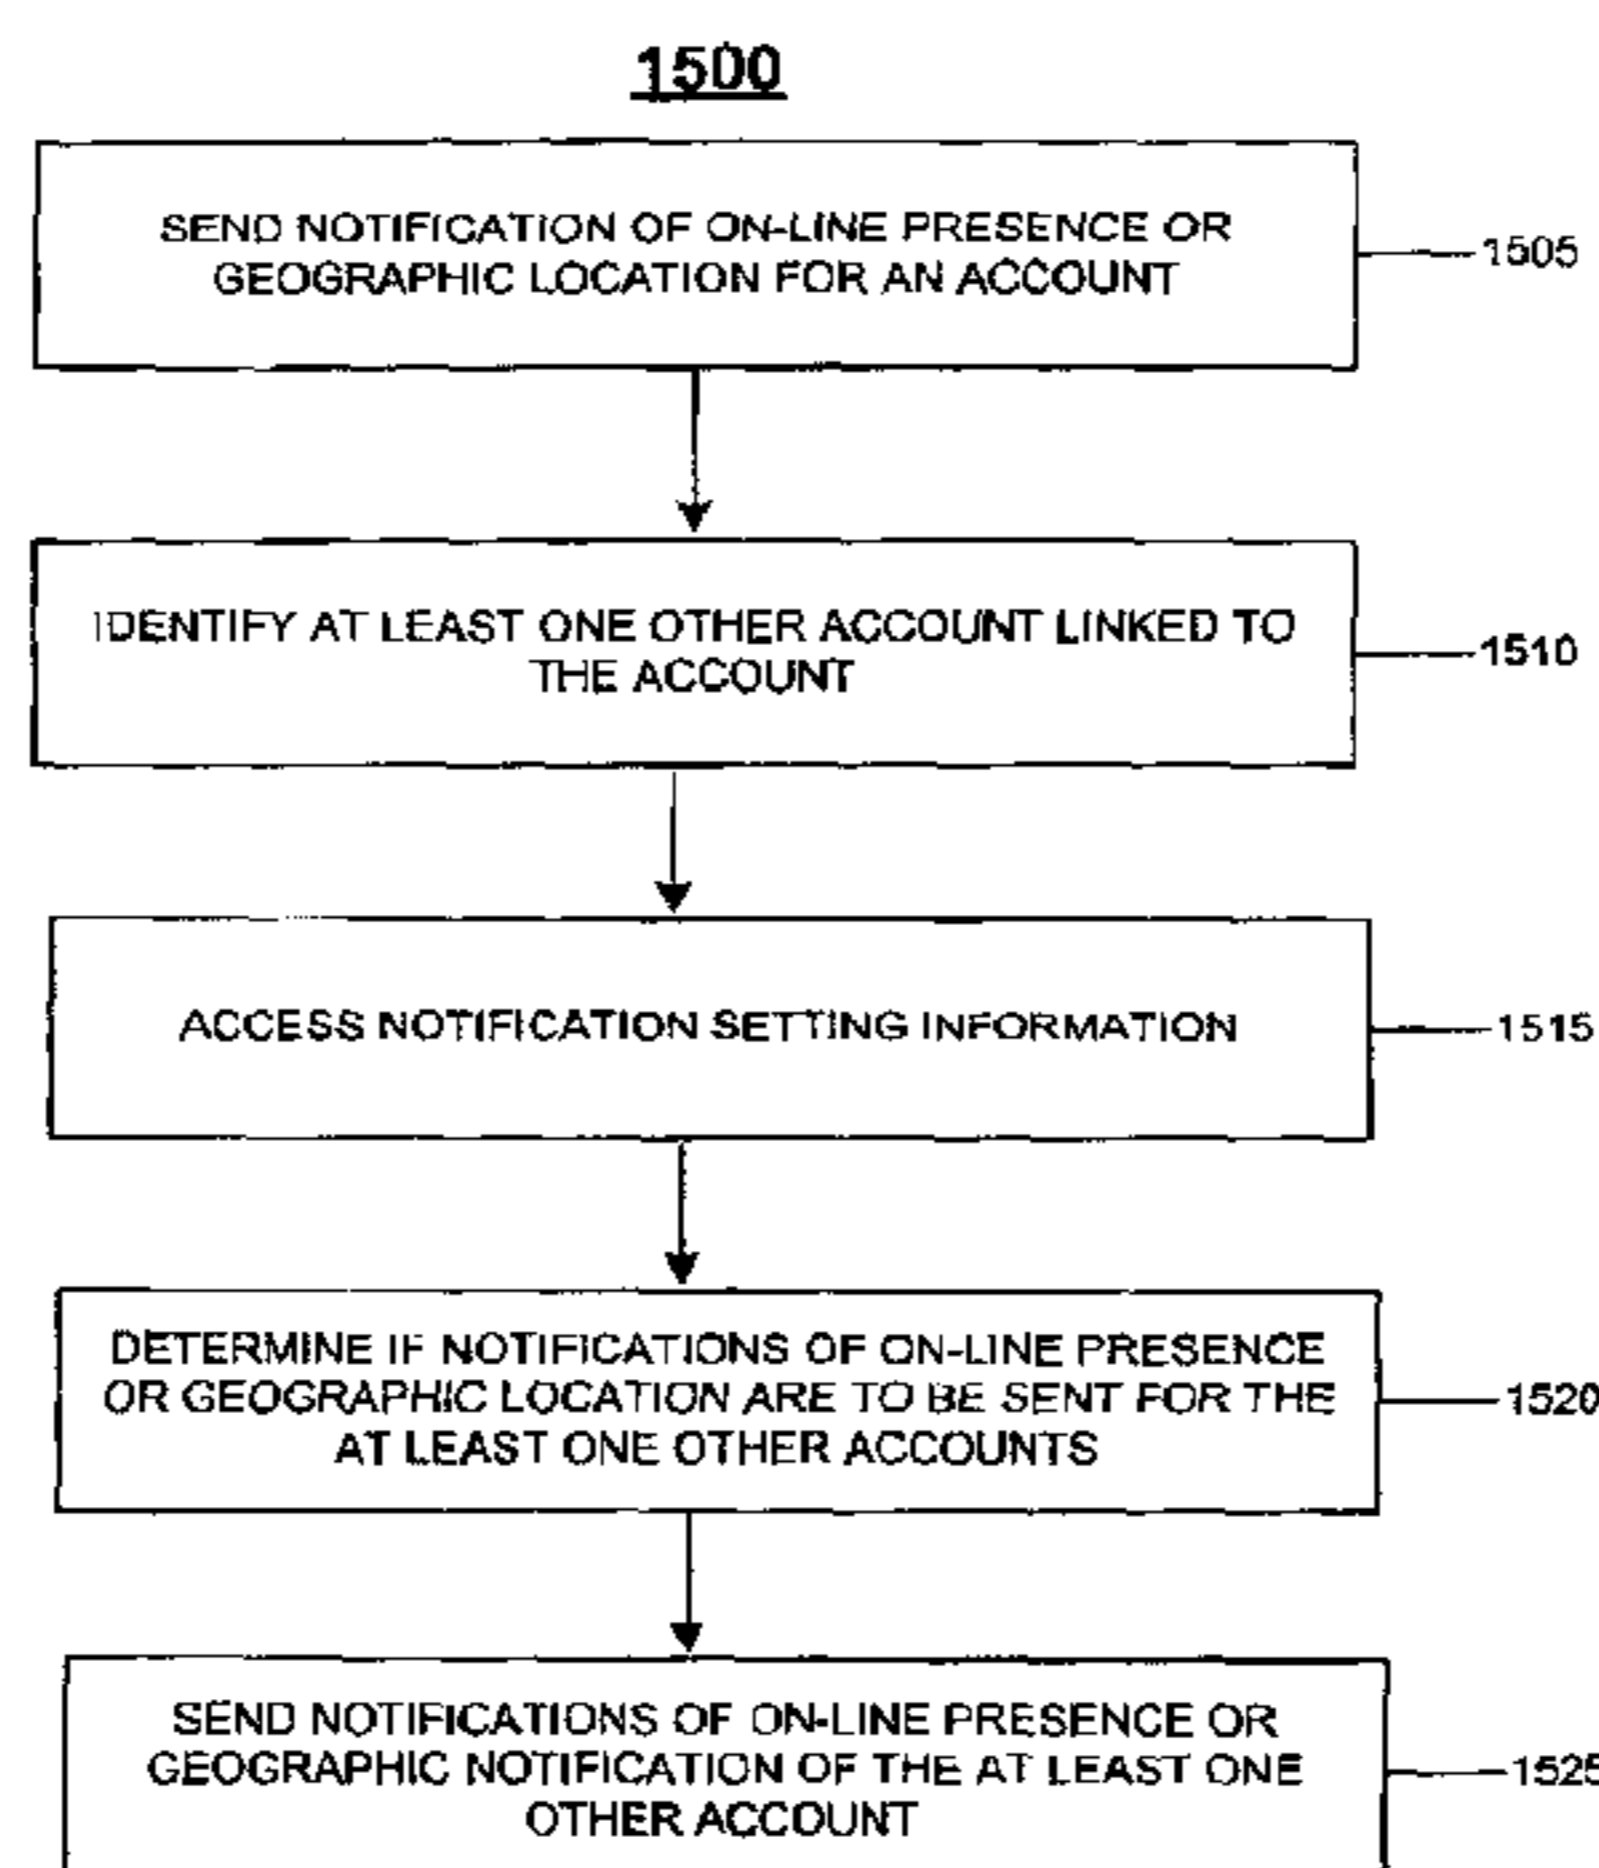 1500
SEND NOTIFICATION OF ON-LINE PRESENCE OR
GEOGRAPHIC LOCATION FOR AN ACCOUNT
1505
IDENTIFY AT LEAST ONE OTHER ACCOUNT LINKED TO
THE ACCOUNT
1510
ACCESS NOTIFICATION SETTING INFORMATION
1515
DETERMINE IF NOTIFICATIONS OF ON-LINE PRESENCE
OR GEOGRAPHIC LOCATION ARE TO BE SENT FOR THE
AT LEAST ONE OTHER ACCOUNTS
1520
SEND NOTIFICATIONS OF ON-LINE PRESENCE OR
GEOGRAPHIC NOTIFICATION OF THE AT LEAST ONE
OTHER ACCOUNT
1525